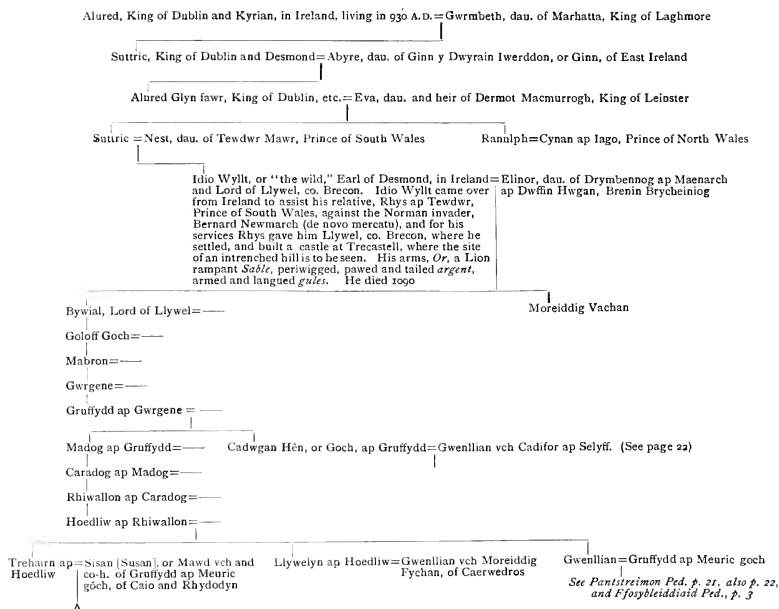 Alured, King of Dublin and Kyrian, in Ireland, living in 930 A.D.=Gwrmbeth, dau. of Marhatta, King of Laghmore
Suttric, King of Dublin and Desmond=Abyre, dau. of Ginn y Dwyrain Iwerddon, or Ginn, of East Ireland
Alured Glyn fawr, King of Dublin, etc.=Eva, dau. and heir of Dermot Macmurrogh, King of Leinster
Suttric =Nest, dau. of Tewdwr Mawr, Prince of South Wales Ranulph=Cynan ap Iago, Prince of North Wales
Idio Wyllt, or "the wild," Earl of Desmond, in Ireland=Elinor, dau. of Drymbennog ap Maenarch
and Lord of Llywel, co. Brecon. Idio Wyllt came over ap Dwffin Hwgan, Brenin Brycheiniog
from Ireland to assist his relative, Rhys ap Tewdwr,
Prince of South Wales, against the Norman invader,
Bernard Newmarch (de novo mercatu), and for his
services Rhys gave him Llywel, co. Brecon, where he
settled, and built a castle at Trecastell, where the site
of an intrenched hill is to be seen. His arms, Or, a Lion
rampant Sable, periwigged, pawed and tailed argent,
armed and langued gules. He died 1090
Bywial, Lord of Llywel=—— Moreiddig Vachan
Goloff Goch=——
Mabron=——
Gwrgene=——
Gruffydd ap Gwrgene = ——
Madog ap Gruffydd=—— Cadwgan Hên, or Goch, ap Gruffydd=Gwenllian vch Cadifor ap Selyff. (See page 22)
Caradog ap Madog=——
Rhiwallon ap Caradog=——
Hoedliw ap Rhiwallon=——
Trehairn ap=Sisan [Susan], or Mawd vch and Llywelyn ap Hoedliw=Gwenllian vch Moreiddig Gwenllian=Gruffydd ap Meuric goch
Hoedliw co-h. of Gruffydd ap Meuric Fychan, of Caerwedros
gôch, of Caio and Rhydodyn See Pantstreimon Ped. p. 21, also p. 22,
and Ffosybleiddiaid Ped., p. 3
A